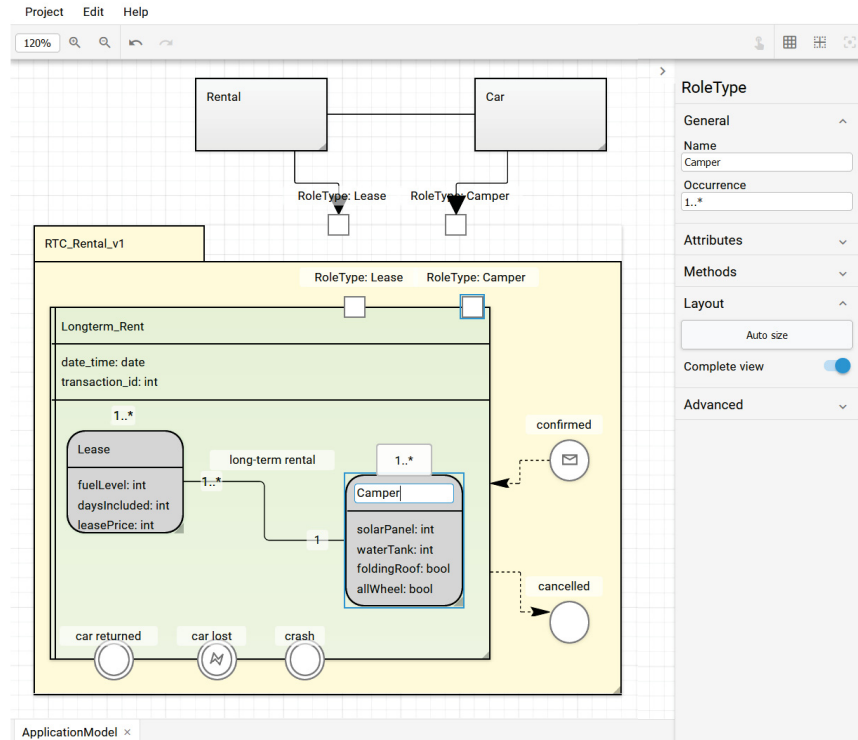 Project Edit Help
120%
RoleType
General
Name
Camper
Occurrence
1..*
Attributes
Methods
Layout
Auto size
Complete view
Advanced
Rental
Car
RoleType: Lease
RoleType: Camper
RTC_Rental_v1
RoleType: Lease
RoleType: Camper
Longterm_Rent
date_time: date
transaction_id: int
1..*
Lease
fuelLevel: int
daysIncluded: int
leasePrice: int
long-term rental
1..*
1
1..*
Camper
solarPanel: int
waterTank: int
foldingRoof: bool
allWheel: bool
confirmed
cancelled
car returned
car lost
crash
ApplicationModel ×